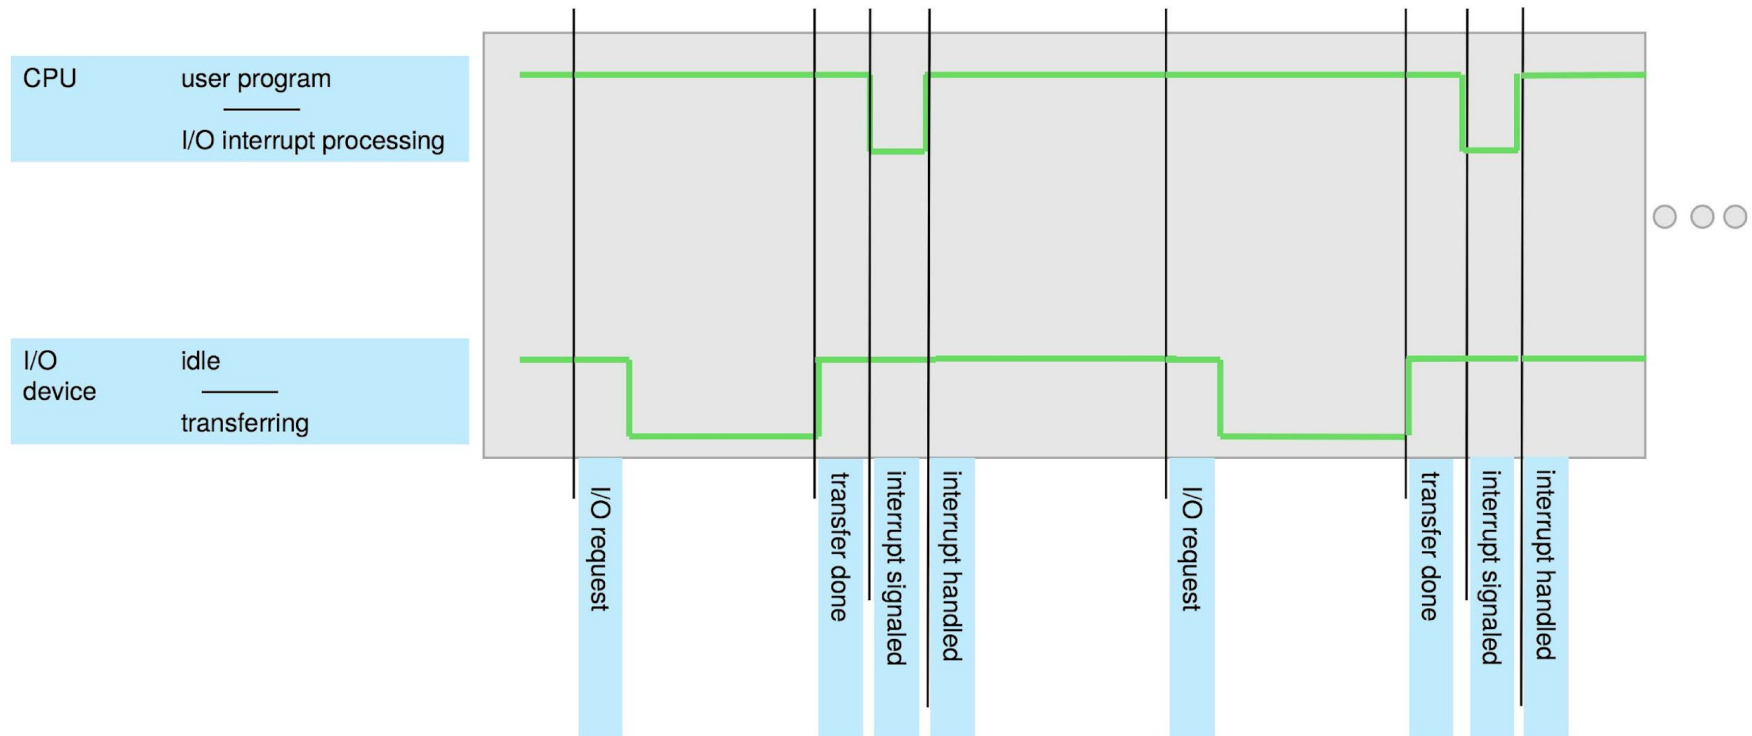 CPU
user program
I/O interrupt processing
I/O
device
idle
transferring
I/O request
transfer done
interrupt signaled
interrupt handled
I/O request
transfer done
interrupt signaled
interrupt handled